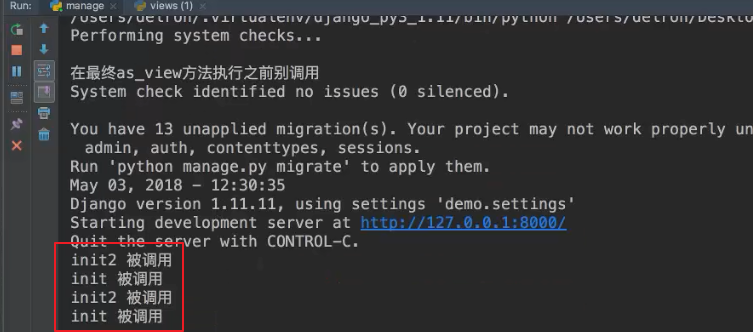 Run: manage views (1)
/Users/delron/.virtualenv/django_py3_1.11/bin/python /Users/delron/Deskto
Performing system checks...
在最终as_view方法执行之前别调用
System check identified no issues (0 silenced).
You have 13 unapplied migration(s). Your project may not work properly un
admin, auth, contenttypes, sessions.
Run 'python manage.py migrate' to apply them.
May 03, 2018 - 12:30:35
Django version 1.11.11, using settings 'demo.settings'
Starting development server at http://127.0.0.1:8000/
Quit the server with CONTROL-C.
init2 被调用
init 被调用
init2 被调用
init 被调用